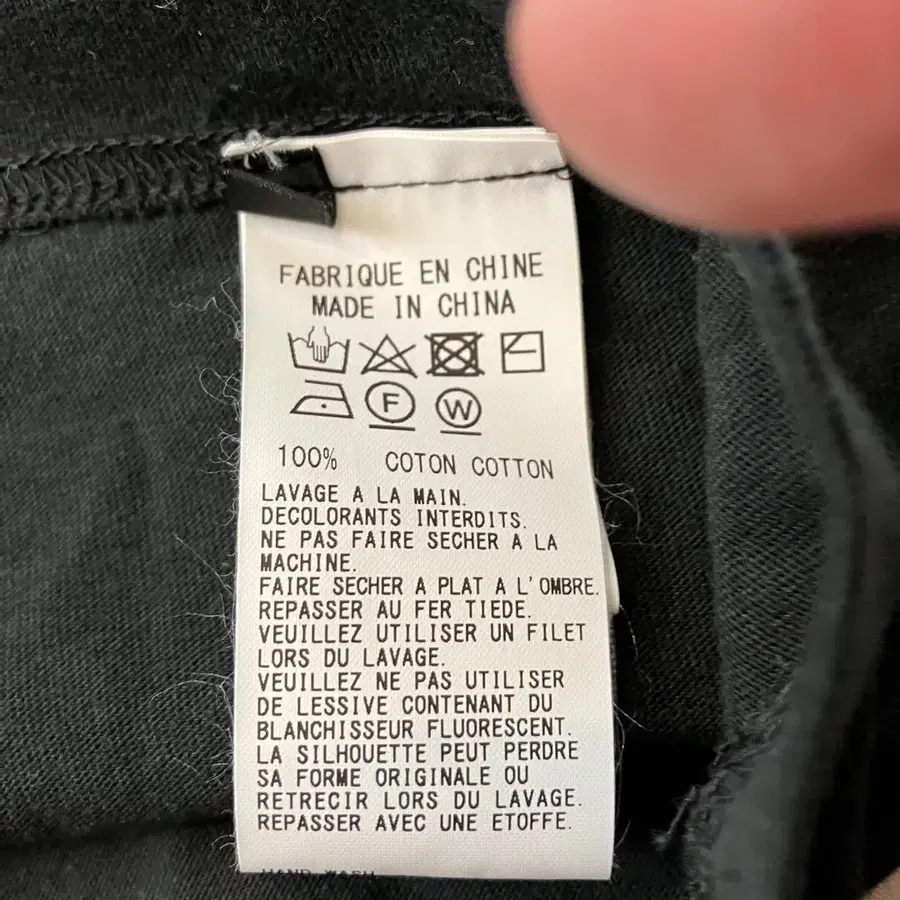 FABRIQUE EN CHINE
MADE IN CHINA
F W
100% COTON COTTON
LAVAGE A LA MAIN.
DECOLORANTS INTERDITS.
NE PAS FAIRE SECHER A LA
MACHINE.
FAIRE SECHER A PLAT A L'OMBRE.
REPASSER AU FER TIEDE.
VEUILLEZ UTILISER UN FILET
LORS DU LAVAGE.
VEUILLEZ NE PAS UTILISER
DE LESSIVE CONTENANT DU
BLANCHISSEUR FLUORESCENT.
LA SILHOUETTE PEUT PERDRE
SA FORME ORIGINALE OU
RETRECIR LORS DU LAVAGE.
REPASSER AVEC UNE ETOFFE.
HAND WASH